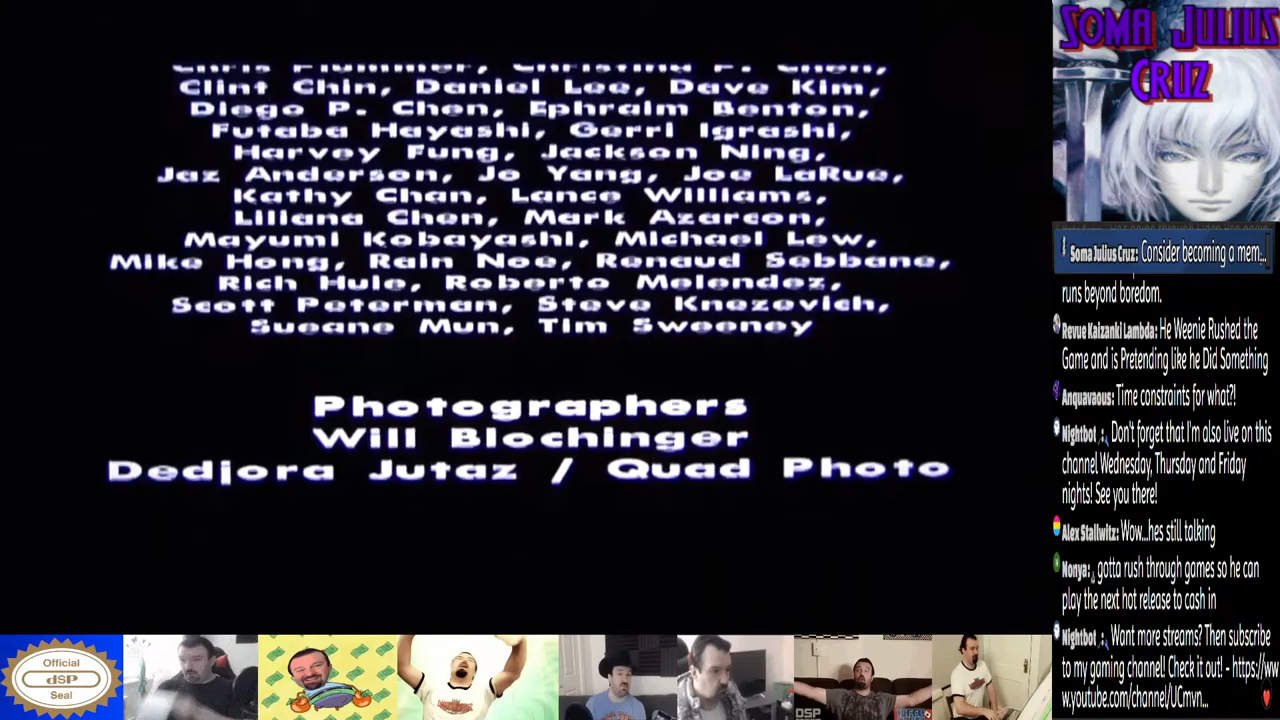 Chris Plummer, Christina P. Chen,
Clint Chin, Daniel Lee, Dave Kim,
Diego P. Chen, Ephraim Benton,
Futaba Hayashi, Gerri Igrashi,
Harvey Fung, Jackson Ning,
Jaz Anderson, Jo Yang, Joe LaRue,
Kathy Chan, Lance Williams,
Liliana Chen, Mark Azarcon,
Mayumi Kobayashi, Michael Lew,
Mike Hong, Rain Noe, Renaud Sebbane,
Rich Hule, Roberto Melendez,
Scott Peterman, Steve Knezevich,
Sueane Mun, Tim Sweeney
Photographers
Will Blochinger
Dedjora Jutaz / Quad Photo
Soma Julius
Cruz
Soma Julius Cruz: Consider becoming a mem...
runs beyond boredom.
Revue Kaizanki Lambda: He Weenie Rushed the
Game and is Pretending like he Did Something
Anquavaous: Time constraints for what?!
Nightbot: Don't forget that I'm also live on this
channel Wednesday, Thursday and Friday
nights! See you there!
Alex Stallwitz: Wow...hes still talking
Nonya: gotta rush through games so he can
play the next hot release to cash in
Nightbot: Want more streams? Then subscribe
to my gaming channel! Check it out! - https://ww
w.youtube.com/channel/UCmvn...
Official
dSP
Seal
DSP